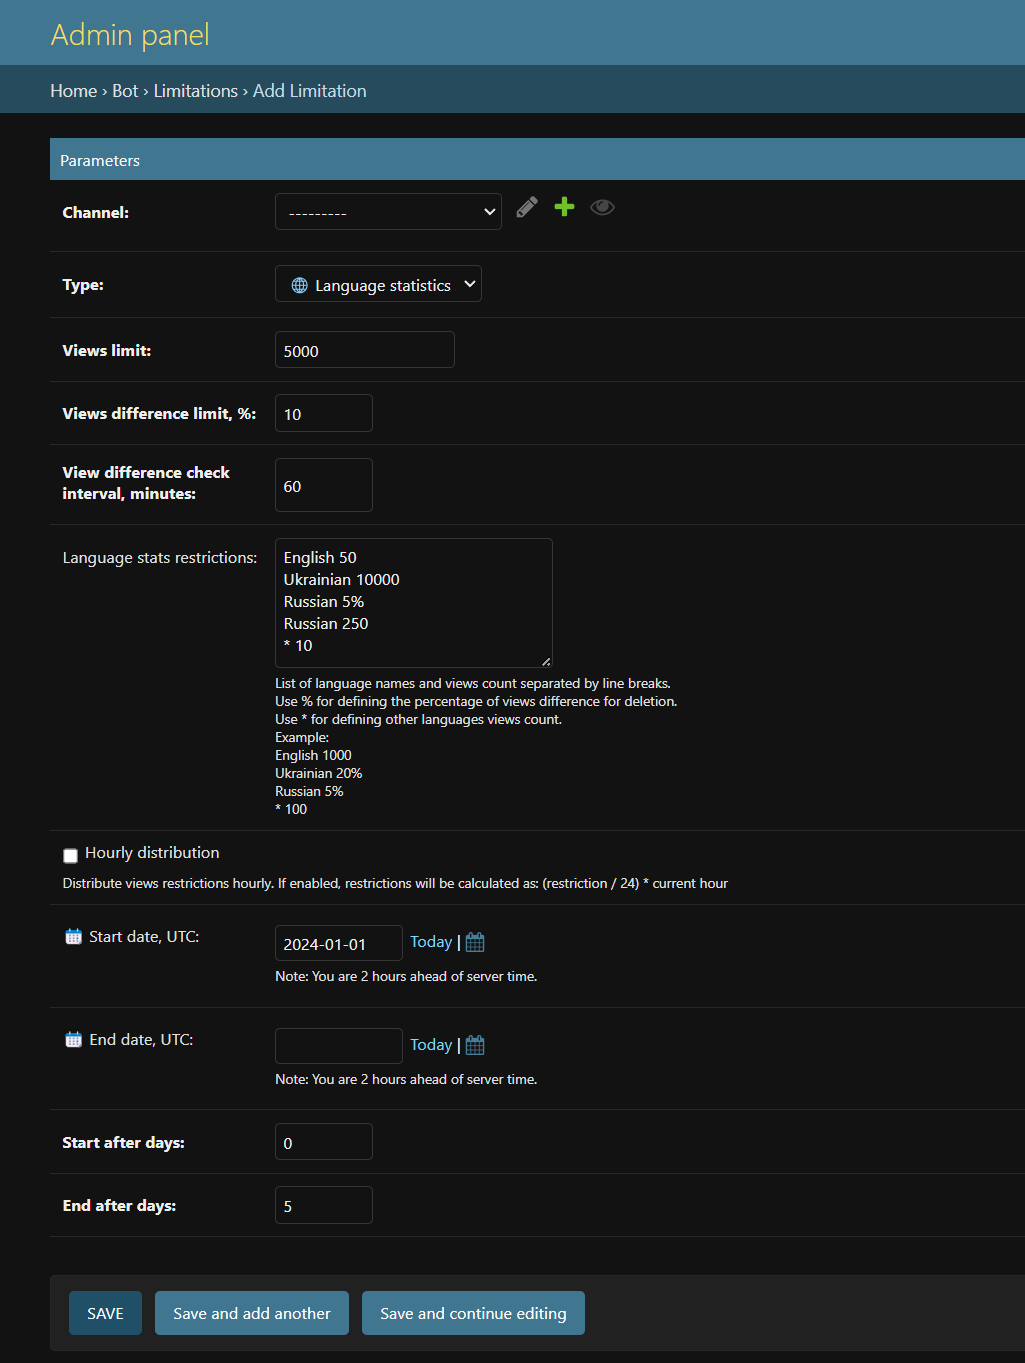 Admin panel
Home › Bot › Limitations › Add Limitation
Parameters
Channel:
---------
Type:
Language statistics
Views limit:
5000
Views difference limit, %:
10
View difference check
interval, minutes:
60
Language stats restrictions:
English 50
Ukrainian 10000
Russian 5%
Russian 250
* 10
List of language names and views count separated by line breaks.
Use % for defining the percentage of views difference for deletion.
Use * for defining other languages views count.
Example:
English 1000
Ukrainian 20%
Russian 5%
* 100
Hourly distribution
Distribute views restrictions hourly. If enabled, restrictions will be calculated as: (restriction / 24) * current hour
Start date, UTC:
2024-01-01
Today |
Note: You are 2 hours ahead of server time.
End date, UTC:
Today |
Note: You are 2 hours ahead of server time.
Start after days:
0
End after days:
5
SAVE
Save and add another
Save and continue editing